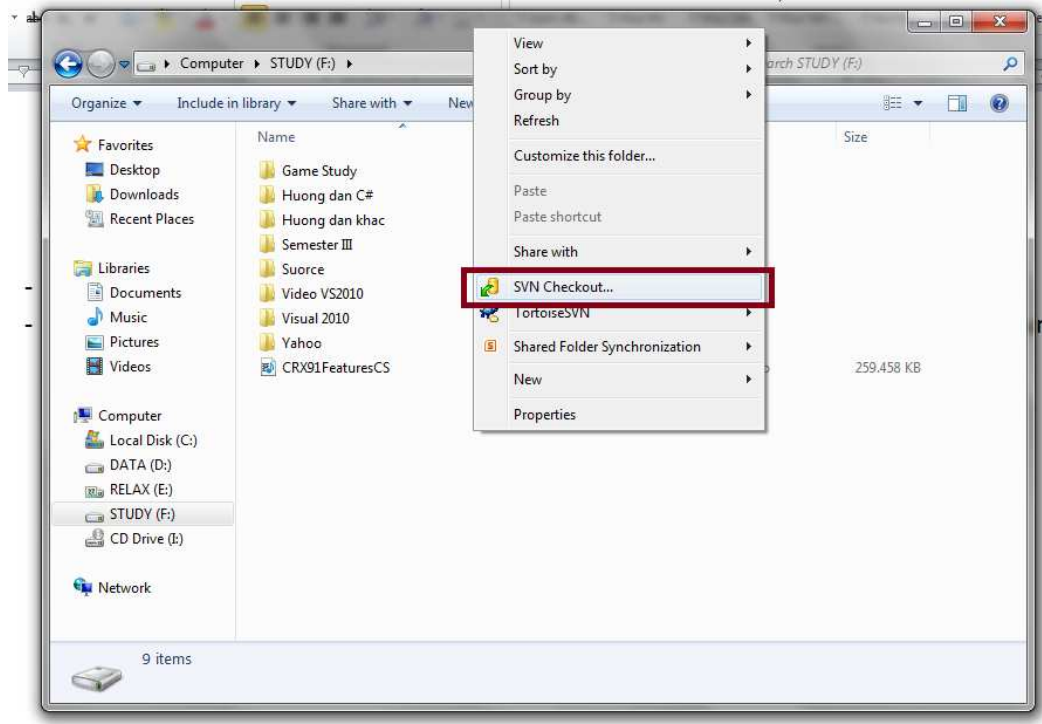 ab
Computer ▸ STUDY (F:) ▸
arch STUDY (F:)
Organize
Include in library
Share with
New
Name
Size
Favorites
Desktop
Downloads
Recent Places
Libraries
Documents
Music
Pictures
Videos
Computer
Local Disk (C:)
DATA (D:)
RELAX (E:)
STUDY (F:)
CD Drive (I:)
Network
Game Study
Huong dan C#
Huong dan khac
Semester III
Suorce
Video VS2010
Visual 2010
Yahoo
CRX91FeaturesCS
259.458 KB
View
Sort by
Group by
Refresh
Customize this folder...
Paste
Paste shortcut
Share with
SVN Checkout...
TortoiseSVN
Shared Folder Synchronization
New
Properties
9 items